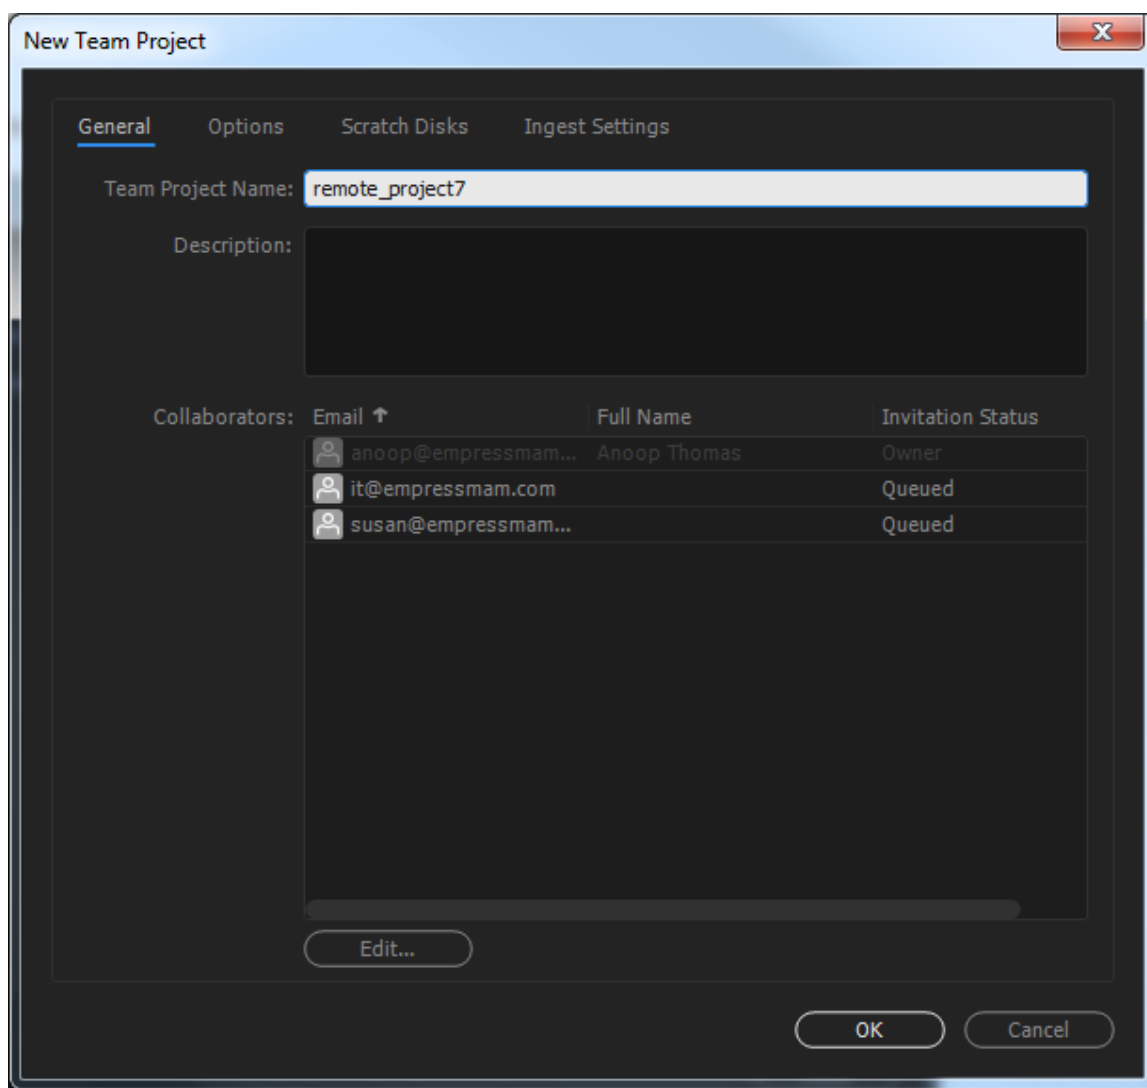 New Team Project
General Options Scratch Disks Ingest Settings
Team Project Name: remote_project7
Description:
Collaborators: Email ↑ Full Name Invitation Status
anoop@empressmam... Anoop Thomas Owner
it@empressmam.com Queued
susan@empressmam... Queued
Edit...
OK Cancel